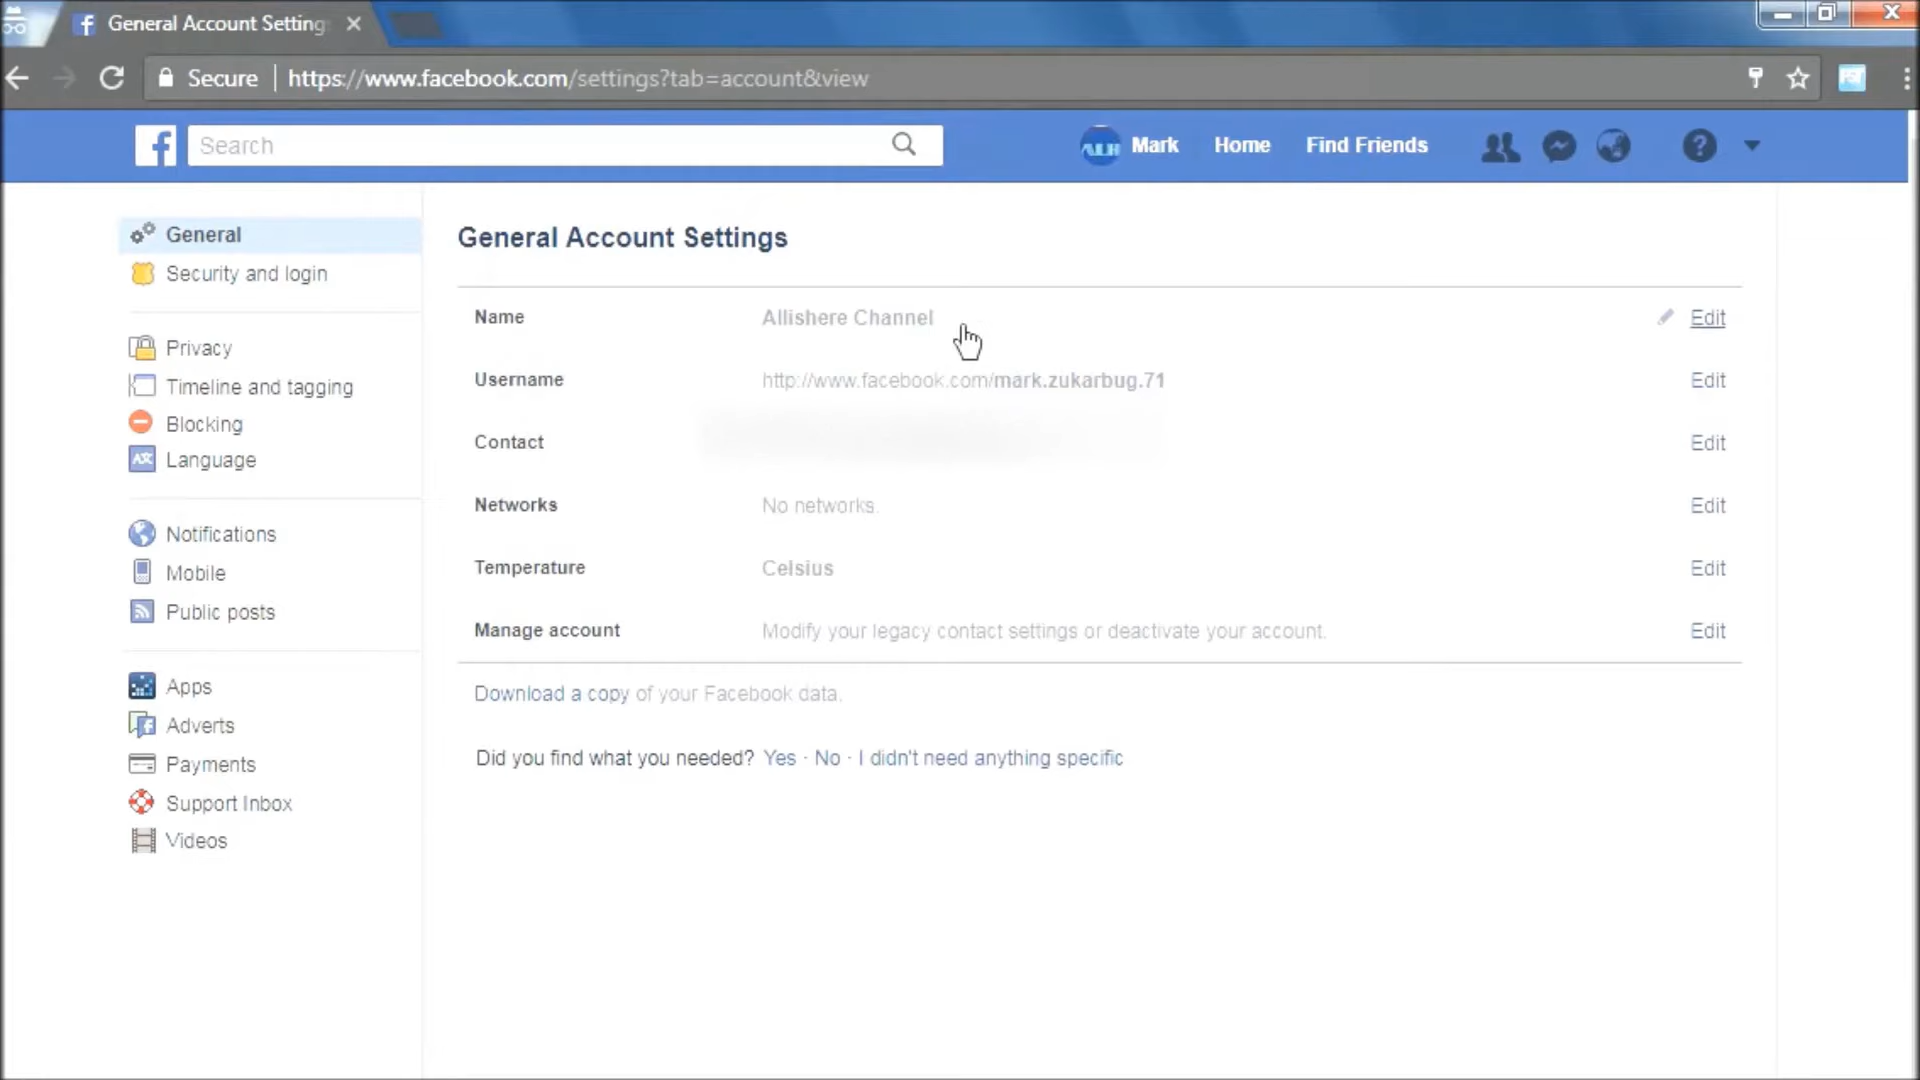 General Account Setting
Secure https://www.facebook.com/settings?tab=account&view
Search
ALH Mark Home Find Friends
General
Security and login
Privacy
Timeline and tagging
Blocking
Language
Notifications
Mobile
Public posts
Apps
Adverts
Payments
Support Inbox
Videos
General Account Settings
Name Allishere Channel Edit
Username http://www.facebook.com/mark.zukarbug.71 Edit
Contact Edit
Networks No networks. Edit
Temperature Celsius Edit
Manage account Modify your legacy contact settings or deactivate your account. Edit
Download a copy of your Facebook data.
Did you find what you needed? Yes · No · I didn't need anything specific